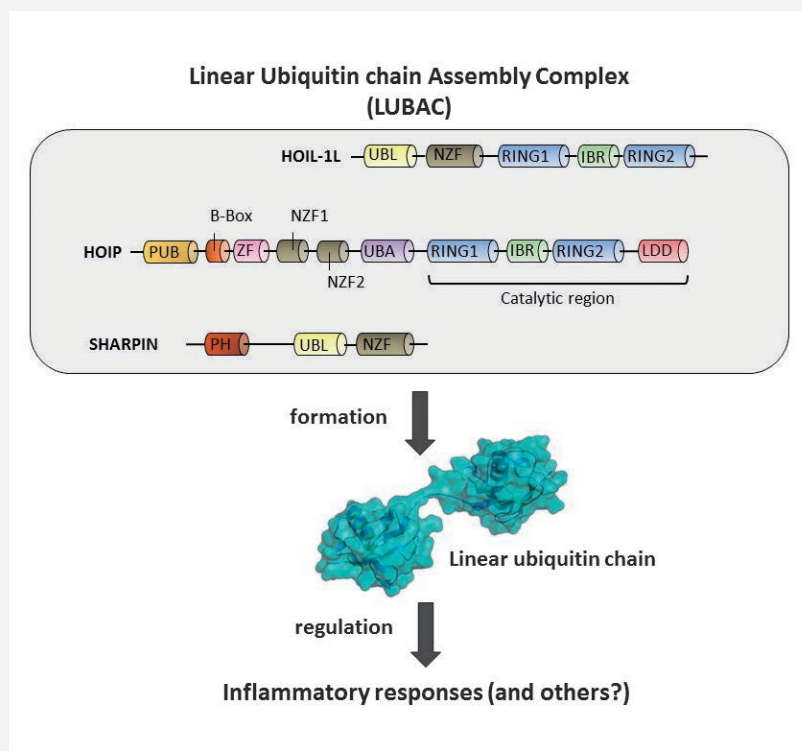 Linear Ubiquitin chain Assembly Complex
(LUBAC)
HOIL-1L UBL NZF RING1 IBR RING2
B-Box NZF1
HOIP PUB ZF UBA RING1 IBR RING2 LDD
NZF2
Catalytic region
SHARPIN PH UBL NZF
formation
Linear ubiquitin chain
regulation
Inflammatory responses (and others?)